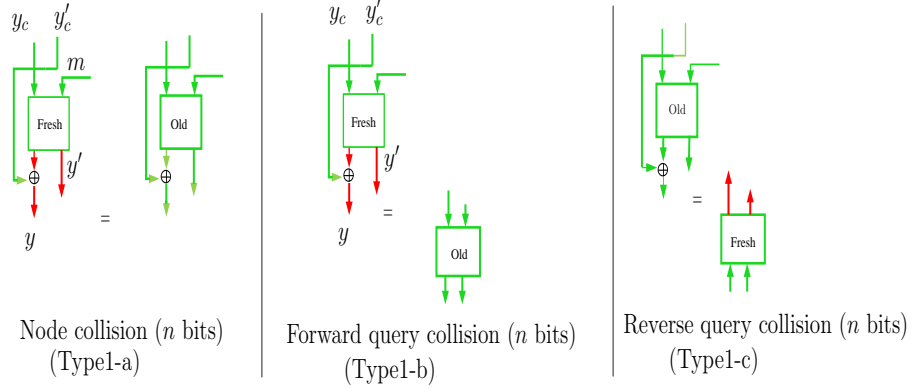 y_c y'_c
m
Fresh
Old
y'
⊕
⊕
=
y
Node collision (n bits)
(Type1-a)
y_c y'_c
Fresh
y'
⊕
=
y
Old
Forward query collision (n bits)
(Type1-b)
Old
⊕
=
Fresh
Reverse query collision (n bits)
(Type1-c)